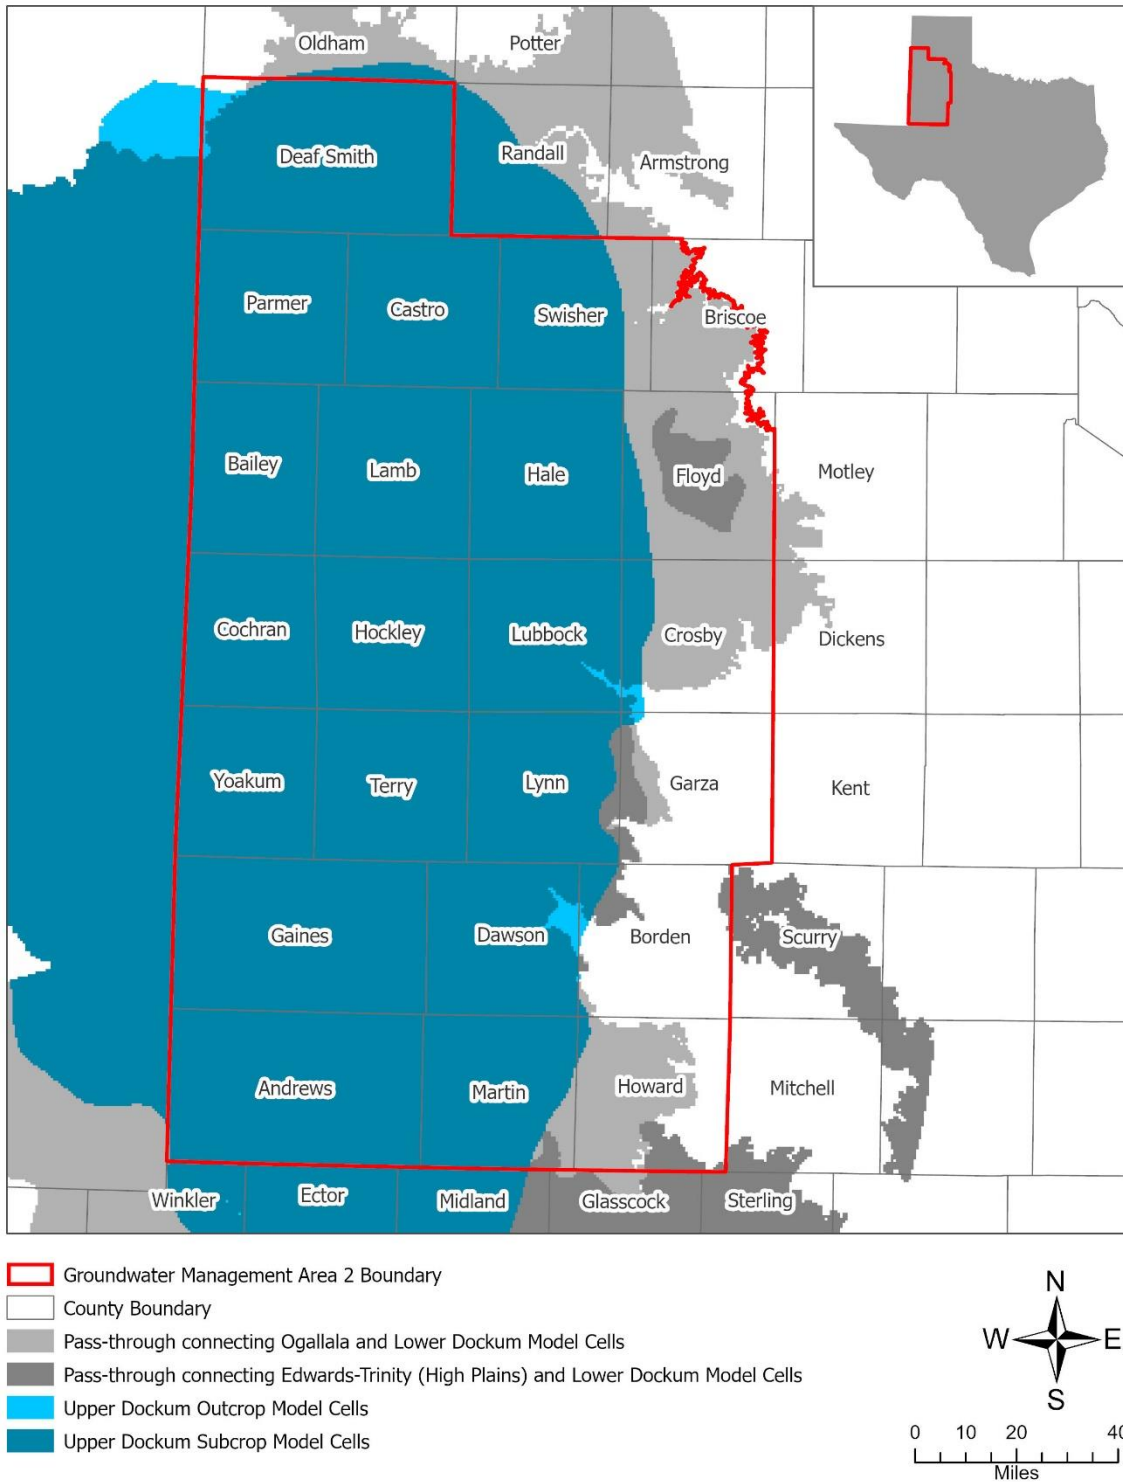 Oldham
Potter
Deaf Smith
Randall
Armstrong
Parmer
Castro
Swisher
Briscoe
Bailey
Lamb
Hale
Floyd
Motley
Cochran
Hockley
Lubbock
Crosby
Dickens
Yoakum
Terry
Lynn
Garza
Kent
Gaines
Dawson
Borden
Scurry
Andrews
Martin
Howard
Mitchell
Winkler
Ector
Midland
Glasscock
Sterling
Groundwater Management Area 2 Boundary
County Boundary
Pass-through connecting Ogallala and Lower Dockum Model Cells
Pass-through connecting Edwards-Trinity (High Plains) and Lower Dockum Model Cells
Upper Dockum Outcrop Model Cells
Upper Dockum Subcrop Model Cells
N
W E
S
0 10 20 40
Miles